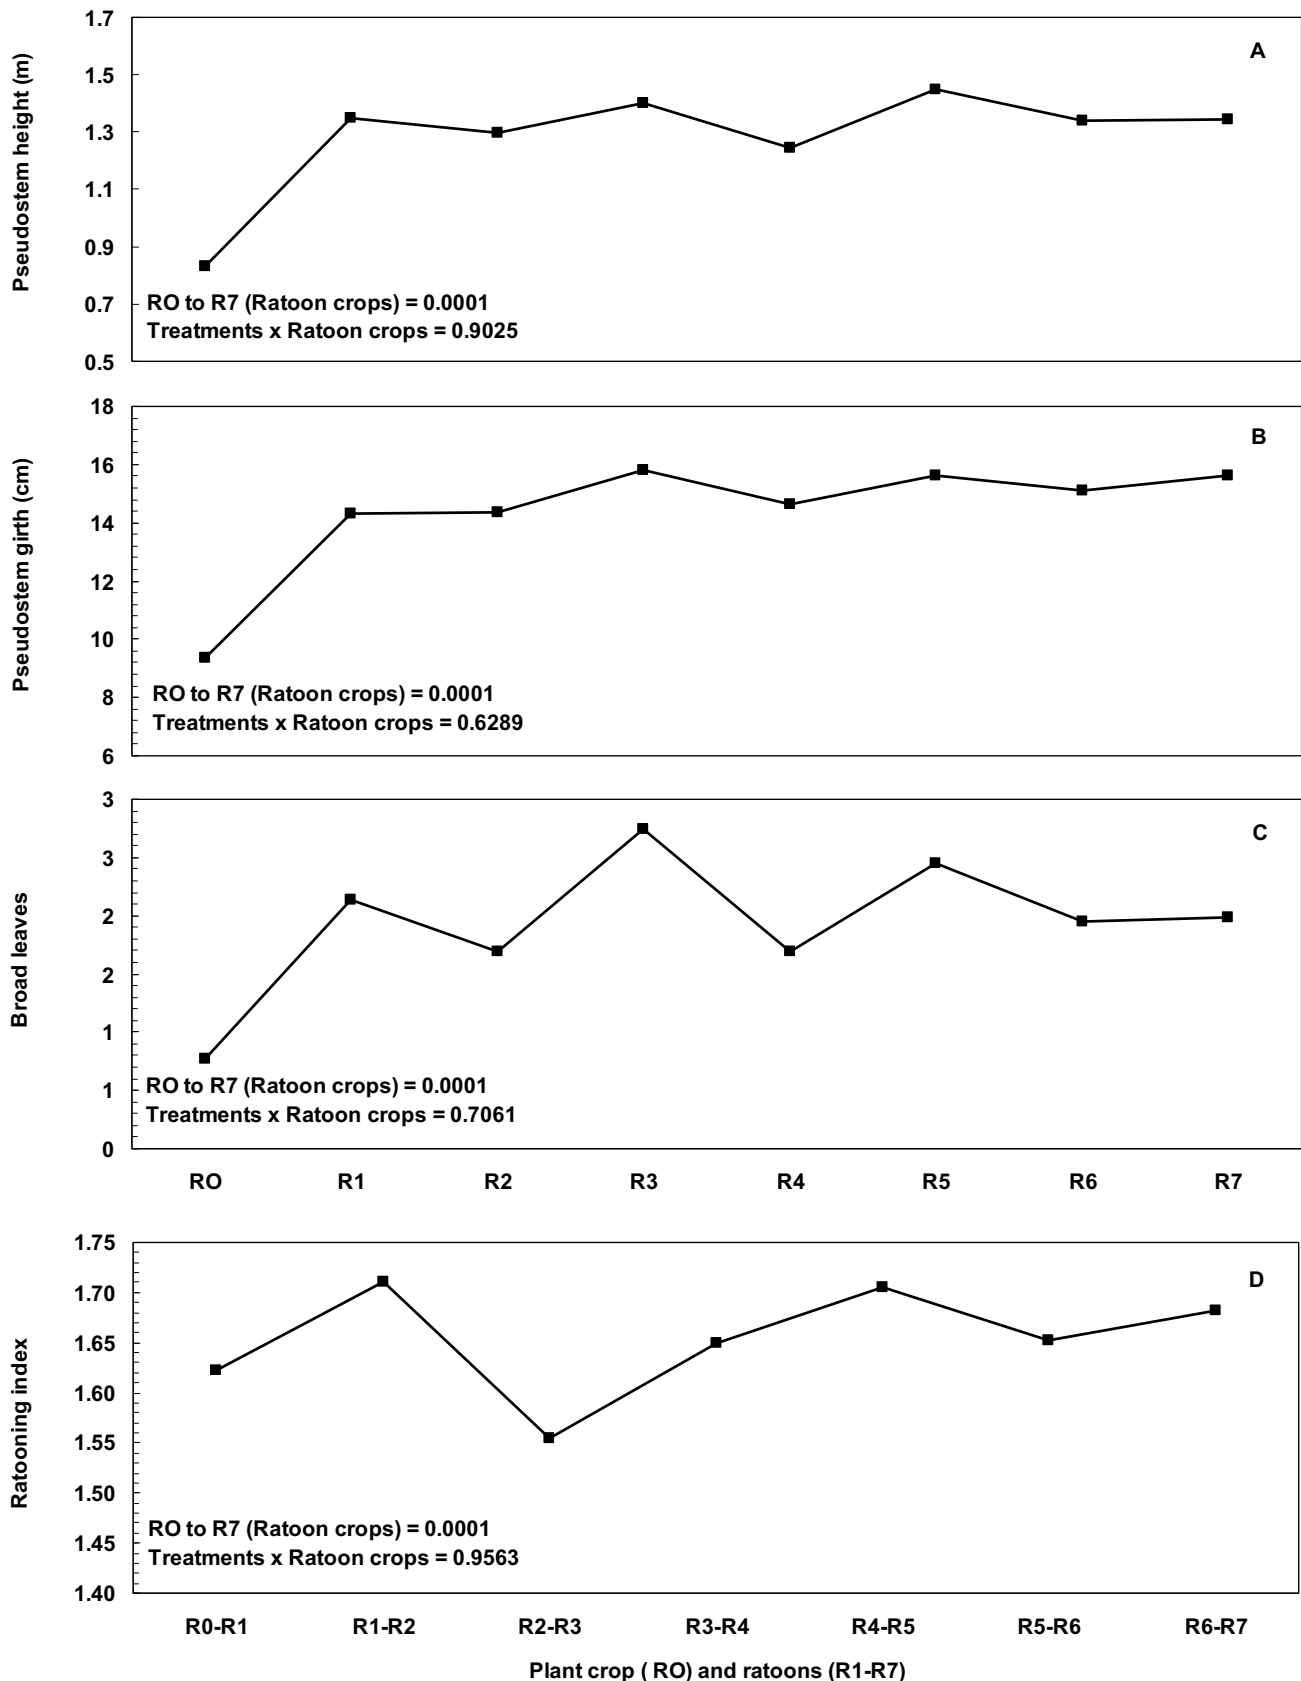 A
Pseudostem height (m)
1.7
1.5
1.3
1.1
0.9
0.7
0.5
RO to R7 (Ratoon crops) = 0.0001
Treatments x Ratoon crops = 0.9025
B
Pseudostem girth (cm)
18
16
14
12
10
8
6
RO to R7 (Ratoon crops) = 0.0001
Treatments x Ratoon crops = 0.6289
C
Broad leaves
3
3
2
2
1
1
0
RO to R7 (Ratoon crops) = 0.0001
Treatments x Ratoon crops = 0.7061
RO R1 R2 R3 R4 R5 R6 R7
D
Ratooning index
1.75
1.70
1.65
1.60
1.55
1.50
1.45
1.40
RO to R7 (Ratoon crops) = 0.0001
Treatments x Ratoon crops = 0.9563
R0-R1 R1-R2 R2-R3 R3-R4 R4-R5 R5-R6 R6-R7
Plant crop ( RO) and ratoons (R1-R7)